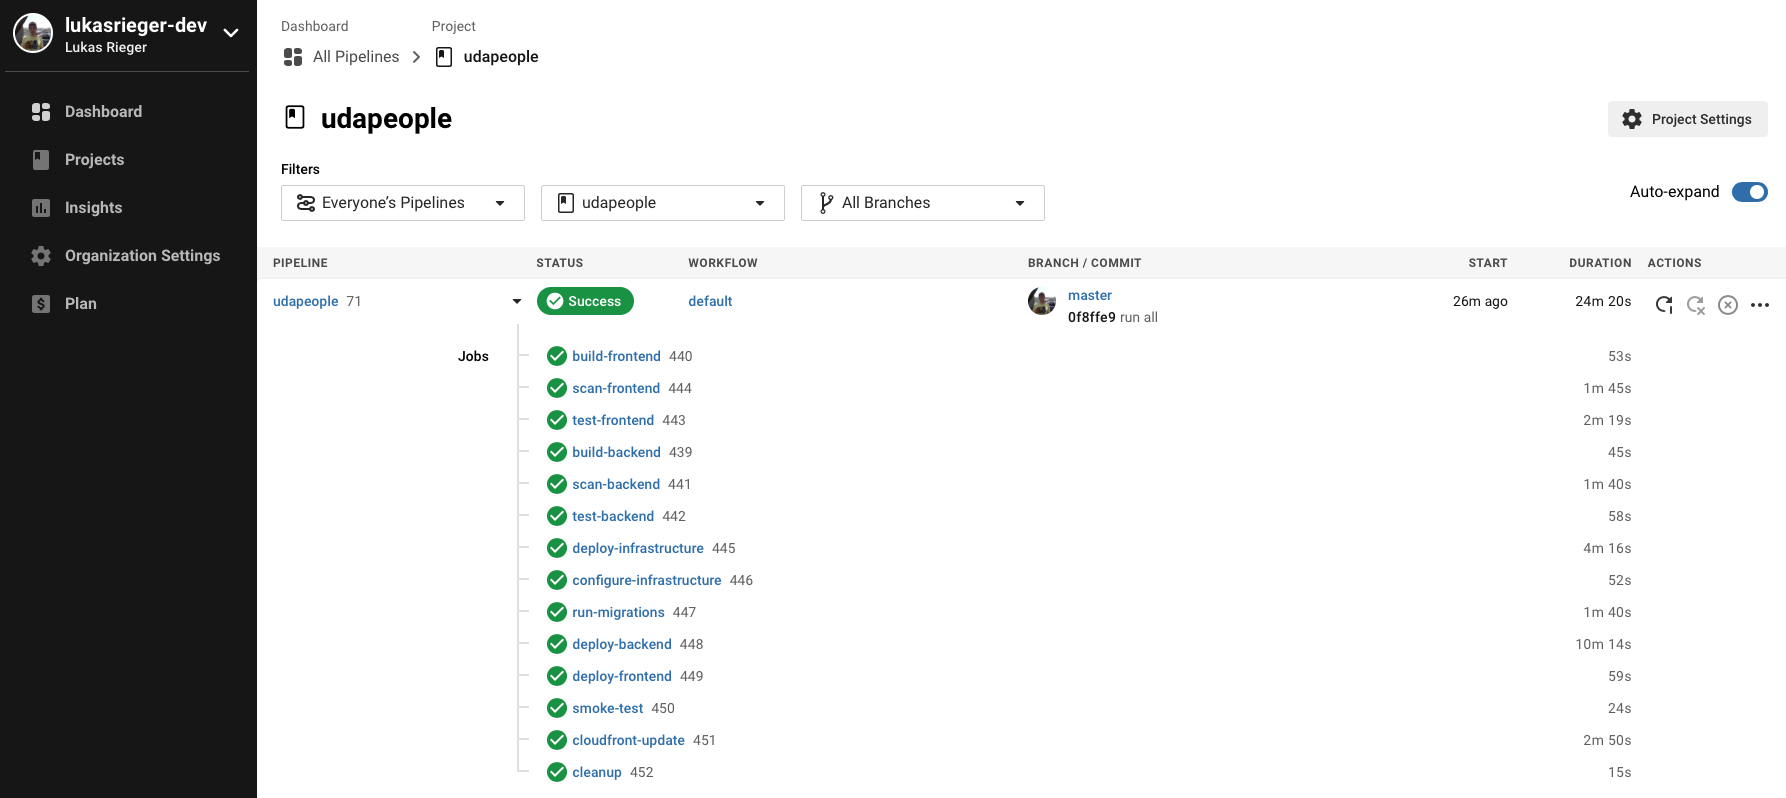 lukasrieger-dev
Lukas Rieger
Dashboard
Projects
Insights
Organization Settings
Plan
Dashboard Project
All Pipelines udapeople
udapeople
Project Settings
Filters
Everyone’s Pipelines udapeople All Branches
Auto-expand
PIPELINE STATUS WORKFLOW BRANCH / COMMIT START DURATION ACTIONS
udapeople 71 Success default master 26m ago 24m 20s
0f8ffe9 run all
Jobs build-frontend 440 53s
scan-frontend 444 1m 45s
test-frontend 443 2m 19s
build-backend 439 45s
scan-backend 441 1m 40s
test-backend 442 58s
deploy-infrastructure 445 4m 16s
configure-infrastructure 446 52s
run-migrations 447 1m 40s
deploy-backend 448 10m 14s
deploy-frontend 449 59s
smoke-test 450 24s
cloudfront-update 451 2m 50s
cleanup 452 15s